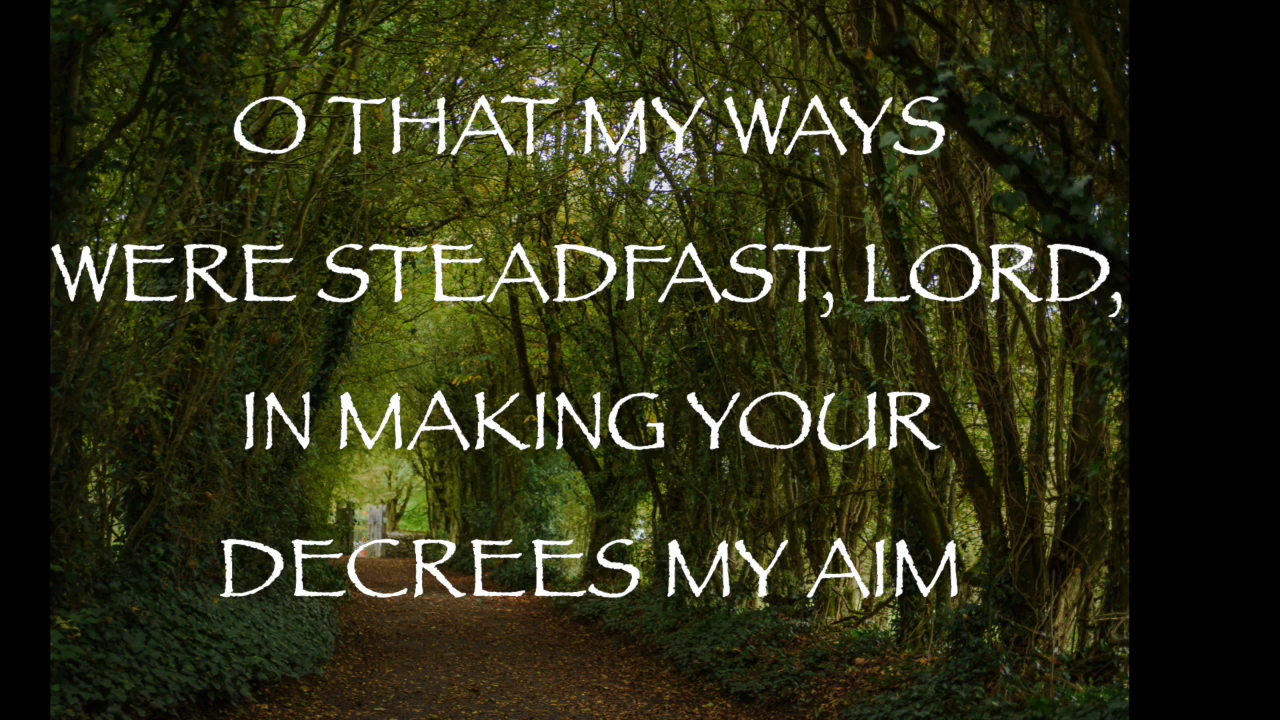 O THAT MY WAYS
WERE STEADFAST, LORD,
IN MAKING YOUR
DECREES MY AIM